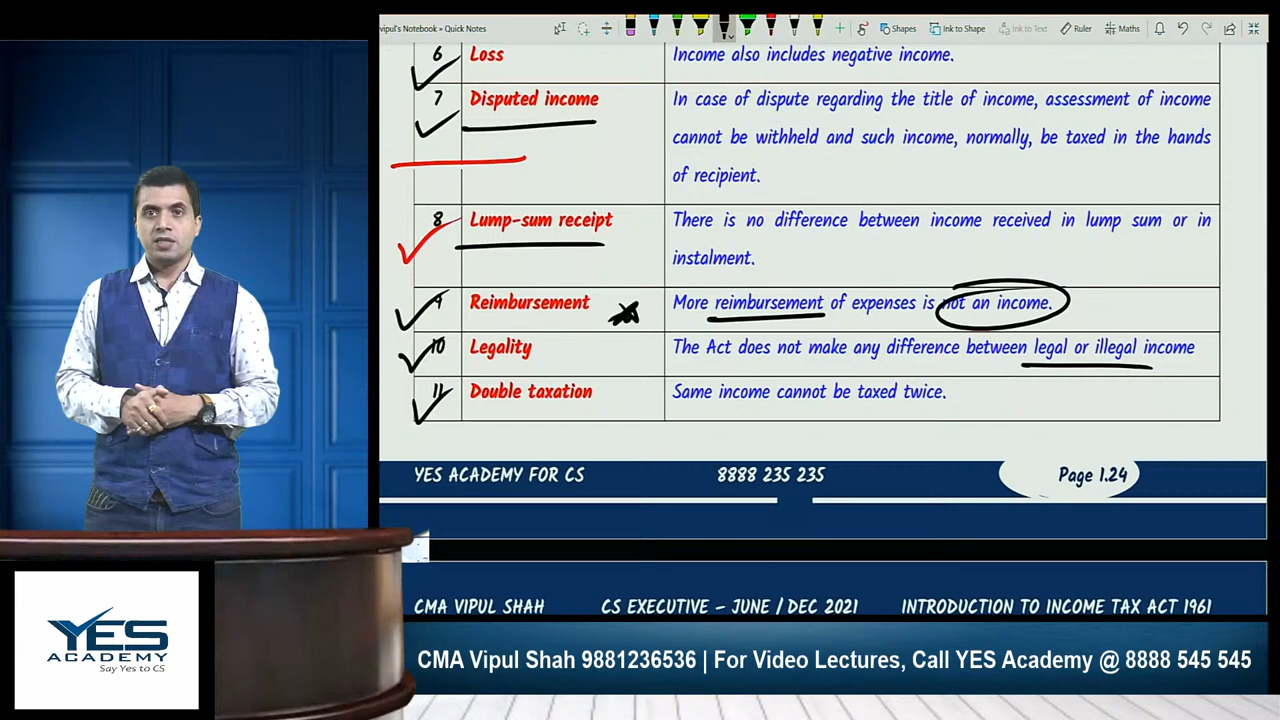 vipul's Notebook » Quick Notes
Shapes
Ink to Shape
Ink to Text
Ruler
Maths
6 Loss Income also includes negative income.
7 Disputed income In case of dispute regarding the title of income, assessment of income
cannot be withheld and such income, normally, be taxed in the hands
of recipient.
8 Lump-sum receipt There is no difference between income received in lump sum or in
instalment.
9 Reimbursement More reimbursement of expenses is not an income.
10 Legality The Act does not make any difference between legal or illegal income
11 Double taxation Same income cannot be taxed twice.
YES ACADEMY FOR CS 8888 235 235 Page 1.24
CMA VIPUL SHAH CS EXECUTIVE – JUNE / DEC 2021 INTRODUCTION TO INCOME TAX ACT 1961
YES
ACADEMY
Say Yes to CS
CMA Vipul Shah 9881236536 | For Video Lectures, Call YES Academy @ 8888 545 545